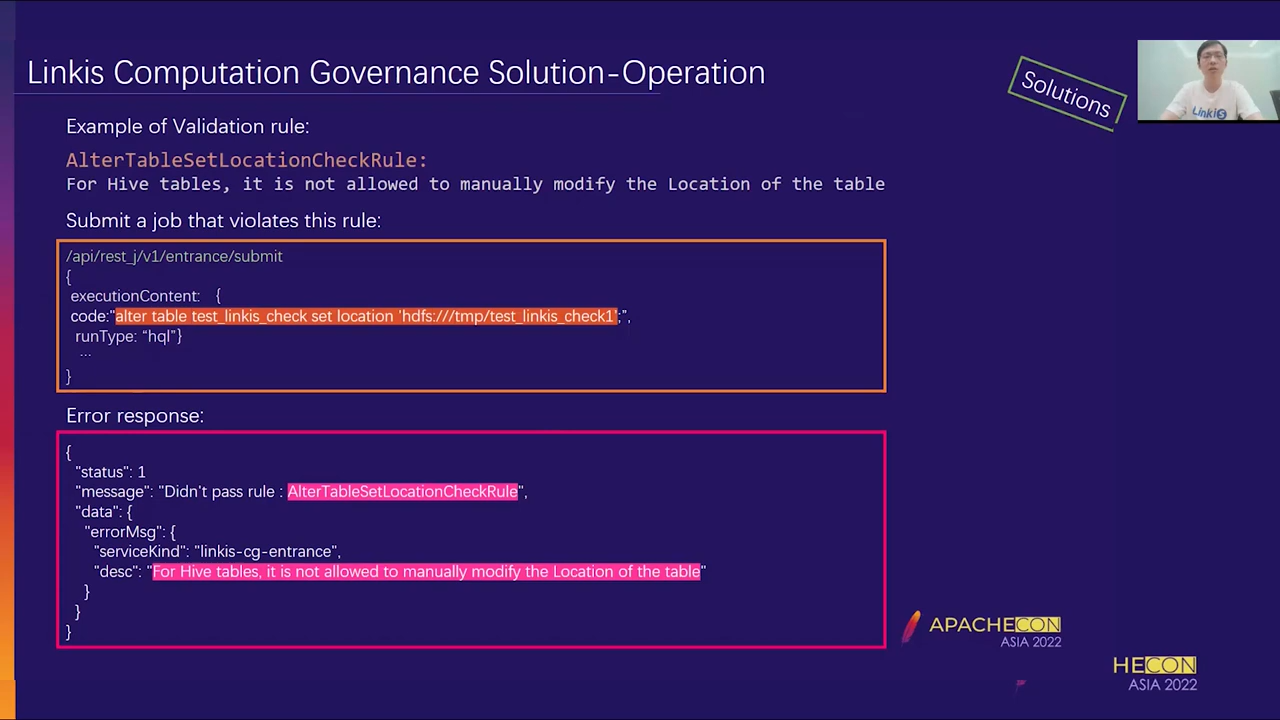 Linkis Computation Governance Solution-Operation
Solutions
Linkis
Example of Validation rule:
AlterTableSetLocationCheckRule:
For Hive tables, it is not allowed to manually modify the Location of the table
Submit a job that violates this rule:
/api/rest_j/v1/entrance/submit
{
executionContent: {
code:"alter table test_linkis_check set location 'hdfs:///tmp/test_linkis_check1';",
runType: “hql”}
...
}
Error response:
{
"status": 1
"message": "Didn't pass rule : AlterTableSetLocationCheckRule",
"data": {
"errorMsg": {
"serviceKind": "linkis-cg-entrance",
"desc": "For Hive tables, it is not allowed to manually modify the Location of the table"
}
}
}
APACHECON
ASIA 2022
HECON
ASIA 2022